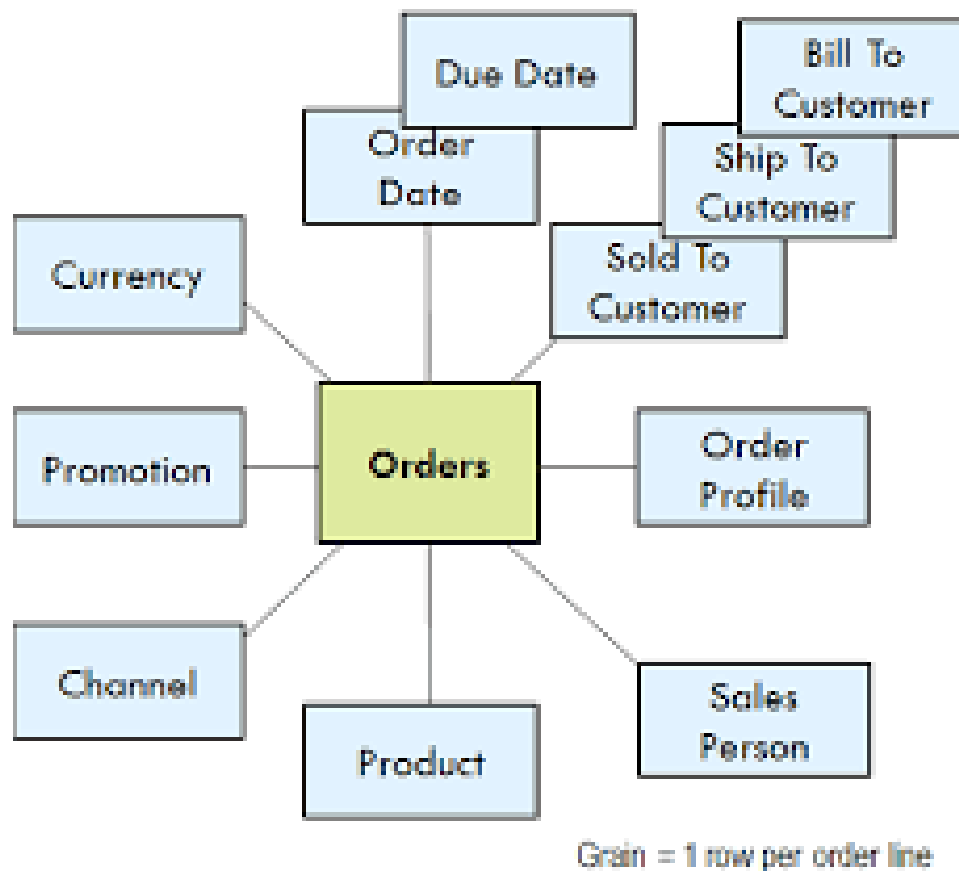 Due Date
Bill To
Customer
Order
Date
Ship To
Customer
Currency
Sold To
Customer
Promotion
Orders
Order
Profile
Channel
Product
Sales
Person
Grain = 1 row per order line